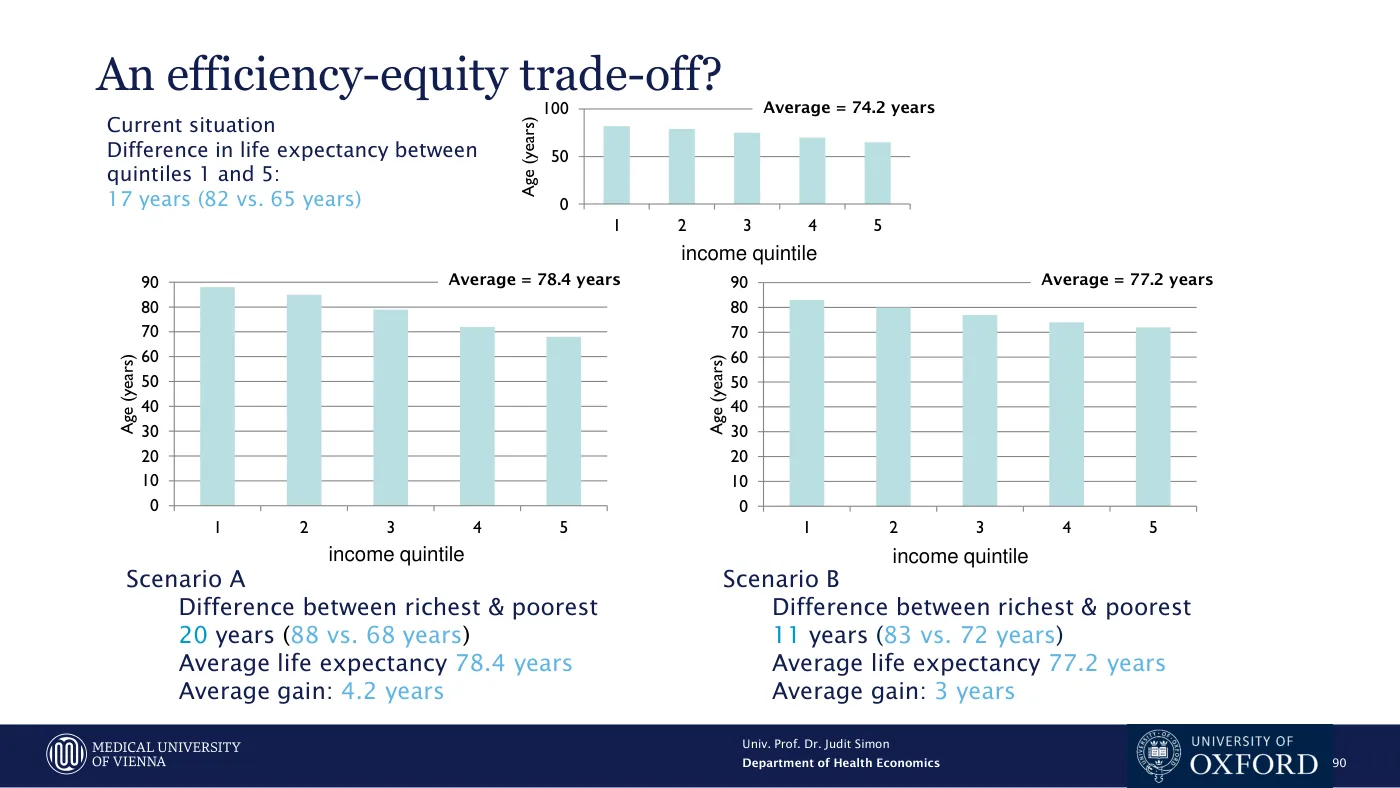 An efficiency-equity trade-off?
Current situation
Difference in life expectancy between
quintiles 1 and 5:
17 years (82 vs. 65 years)
Average = 74.2 years
Age (years)
100
50
0
1 2 3 4 5
income quintile
Average = 78.4 years
Age (years)
90
80
70
60
50
40
30
20
10
0
1 2 3 4 5
income quintile
Scenario A
Difference between richest & poorest
20 years (88 vs. 68 years)
Average life expectancy 78.4 years
Average gain: 4.2 years
Average = 77.2 years
Age (years)
90
80
70
60
50
40
30
20
10
0
1 2 3 4 5
income quintile
Scenario B
Difference between richest & poorest
11 years (83 vs. 72 years)
Average life expectancy 77.2 years
Average gain: 3 years
MEDICAL UNIVERSITY
OF VIENNA
Univ. Prof. Dr. Judit Simon
Department of Health Economics
UNIVERSITY OF
OXFORD
90